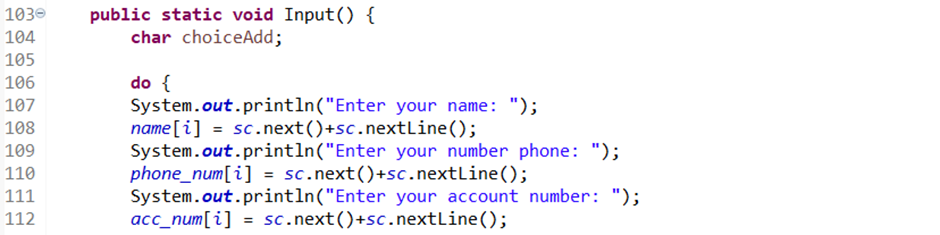 103 public static void Input() {
104 char choiceAdd;
105
106 do {
107 System.out.println("Enter your name: ");
108 name[i] = sc.next()+sc.nextLine();
109 System.out.println("Enter your number phone: ");
110 phone_num[i] = sc.next()+sc.nextLine();
111 System.out.println("Enter your account number: ");
112 acc_num[i] = sc.next()+sc.nextLine();